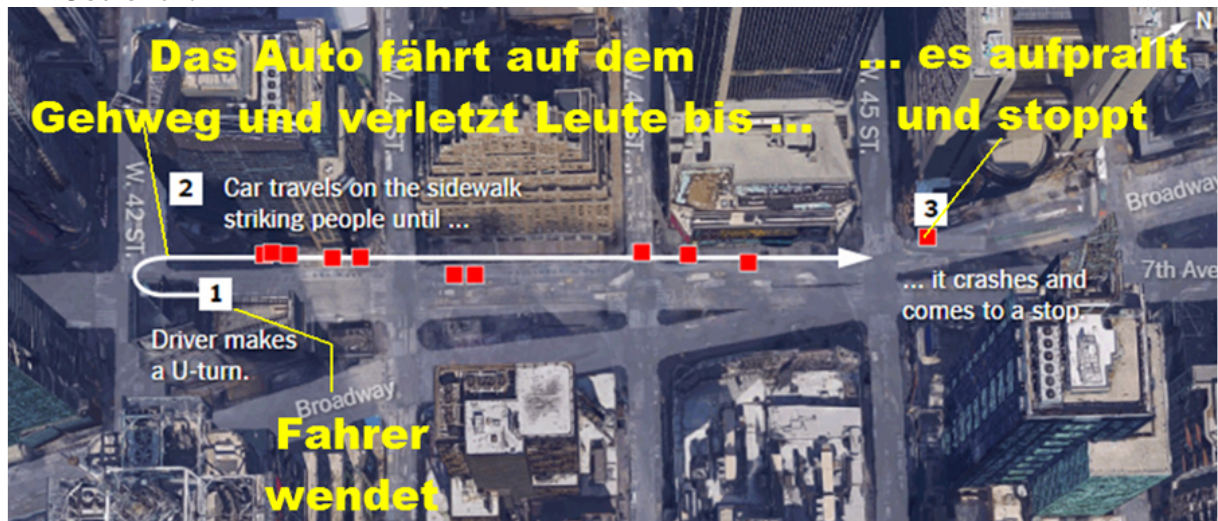 Das Auto fährt auf dem
Gehweg und verletzt Leute bis ...
... es aufprallt
und stoppt
N
W. 42 ST.
ST.
W. 45 ST.
2
Car travels on the sidewalk
striking people until ...
3
Broadway
7th Ave
... it crashes and
comes to a stop.
1
Driver makes
a U-turn.
Broadway
Fahrer
wendet